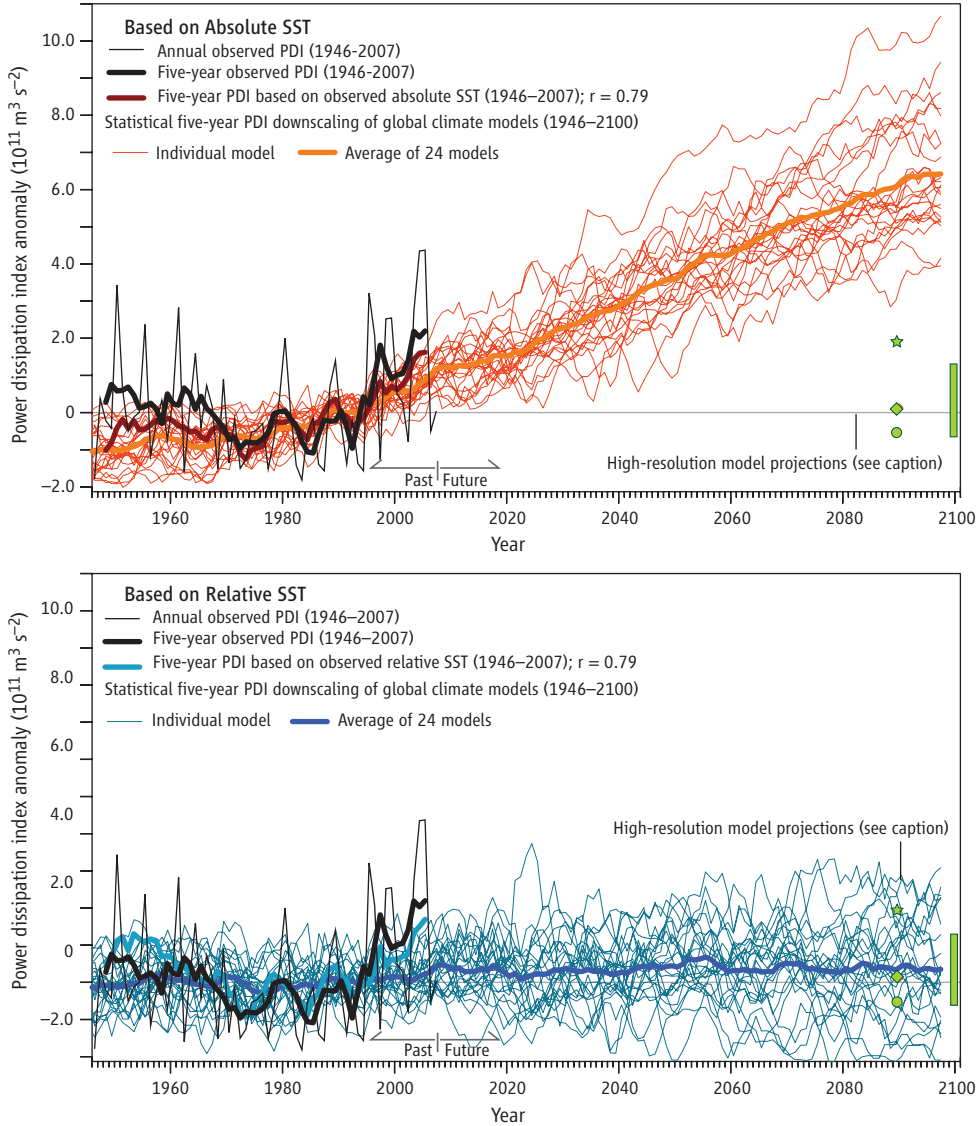 Based on Absolute SST
Annual observed PDI (1946-2007)
Five-year observed PDI (1946-2007)
Five-year PDI based on observed absolute SST (1946–2007); r = 0.79
Statistical five-year PDI downscaling of global climate models (1946–2100)
Individual model Average of 24 models
Power dissipation index anomaly (10¹¹ m³ s⁻²)
10.0
8.0
6.0
4.0
2.0
0
–2.0
High-resolution model projections (see caption)
Past Future
1960 1980 2000 2020 2040 2060 2080 2100
Year
Based on Relative SST
Annual observed PDI (1946–2007)
Five-year observed PDI (1946–2007)
Five-year PDI based on observed relative SST (1946–2007); r = 0.79
Statistical five-year PDI downscaling of global climate models (1946–2100)
Individual model Average of 24 models
Power dissipation index anomaly (10¹¹ m³ s⁻²)
10.0
8.0
6.0
4.0
2.0
0
–2.0
High-resolution model projections (see caption)
Past Future
1960 1980 2000 2020 2040 2060 2080 2100
Year